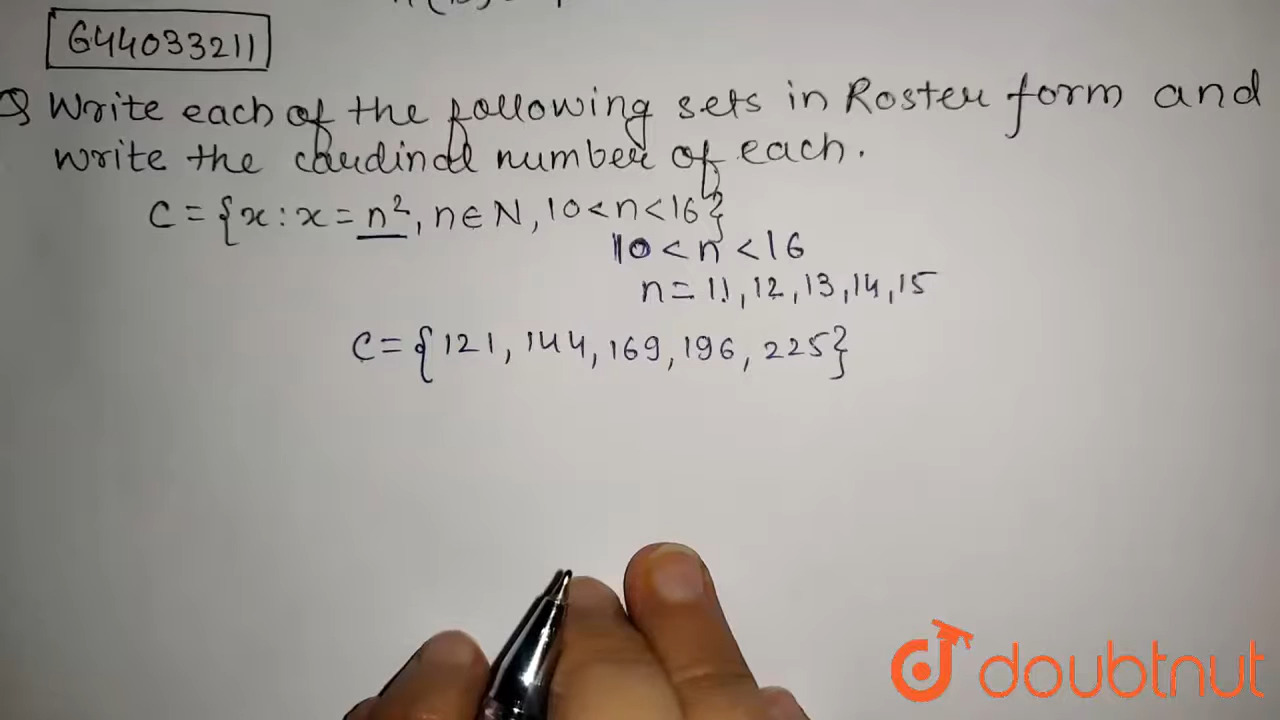 644033211
Q Write each of the following sets in Roster form and
write the cardinal number of each.
C = {x : x = n², n ∈ N, 10 < n < 16}
10 < n < 16
n = 11, 12, 13, 14, 15
C = {121, 144, 169, 196, 225}
doubtnut